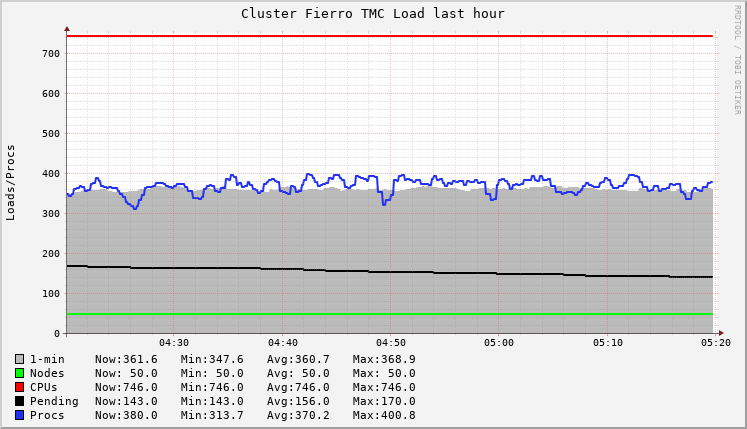 Cluster Fierro TMC Load last hour
RRDTOOL / TOBI OETIKER
Loads/Procs
700
600
500
400
300
200
100
0
04:30 04:40 04:50 05:00 05:10 05:20
1-min Now:361.6 Min:347.6 Avg:360.7 Max:368.9
Nodes Now: 50.0 Min: 50.0 Avg: 50.0 Max: 50.0
CPUs Now:746.0 Min:746.0 Avg:746.0 Max:746.0
Pending Now:143.0 Min:143.0 Avg:156.0 Max:170.0
Procs Now:380.0 Min:313.7 Avg:370.2 Max:400.8